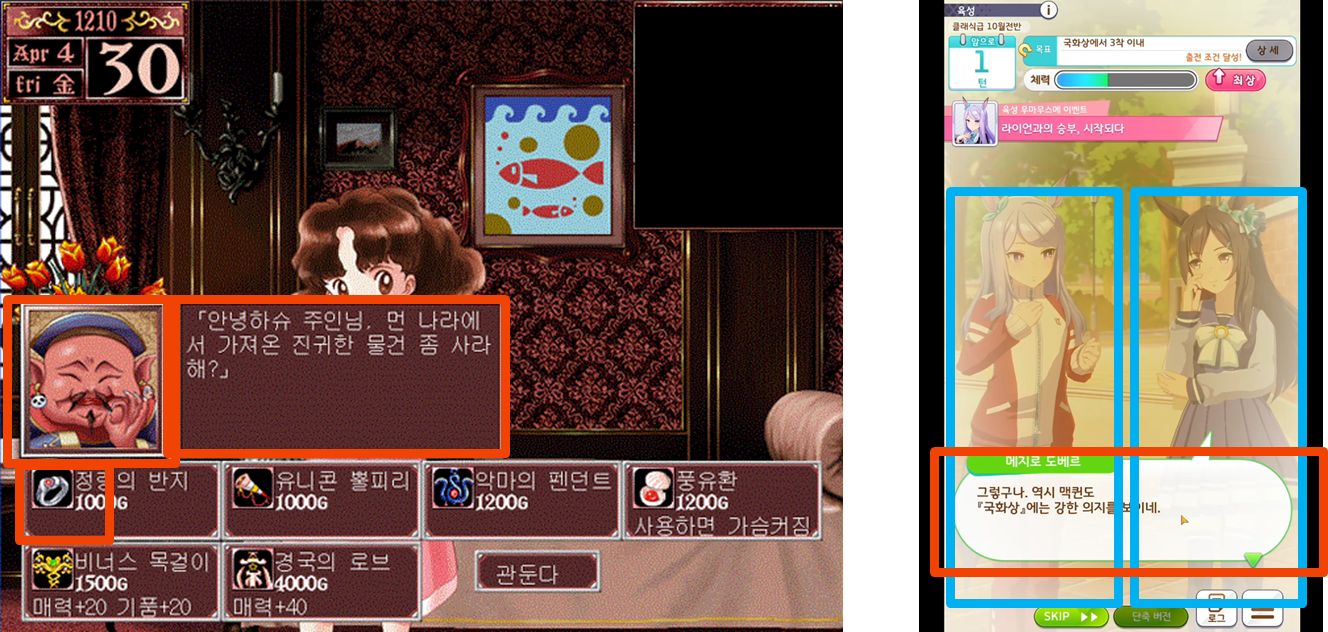 1210
Apr 4
fri 金
30
「안녕하슈 주인님, 먼 나라에
서 가져온 진귀한 물건 좀 사라
해?」
정령의 반지
1000G
유니콘 뿔피리
1000G
악마의 펜던트
1200G
풍유환
1200G
사용하면 가슴커짐
비너스 목걸이
1500G
매력+20 기품+20
경국의 로브
4000G
매력+40
관둔다
육성
i
클래식급 10월전반
앞으로
1
턴
목표
국화상에서 3착 이내
출전 조건 달성!
상세
체력
최상
육성 우마무스메 이벤트
라이언과의 승부, 시작되다
메지로 도베르
그렇구나. 역시 맥퀸도
『국화상』에는 강한 의지를 보이네.
SKIP
단축 버전
로그